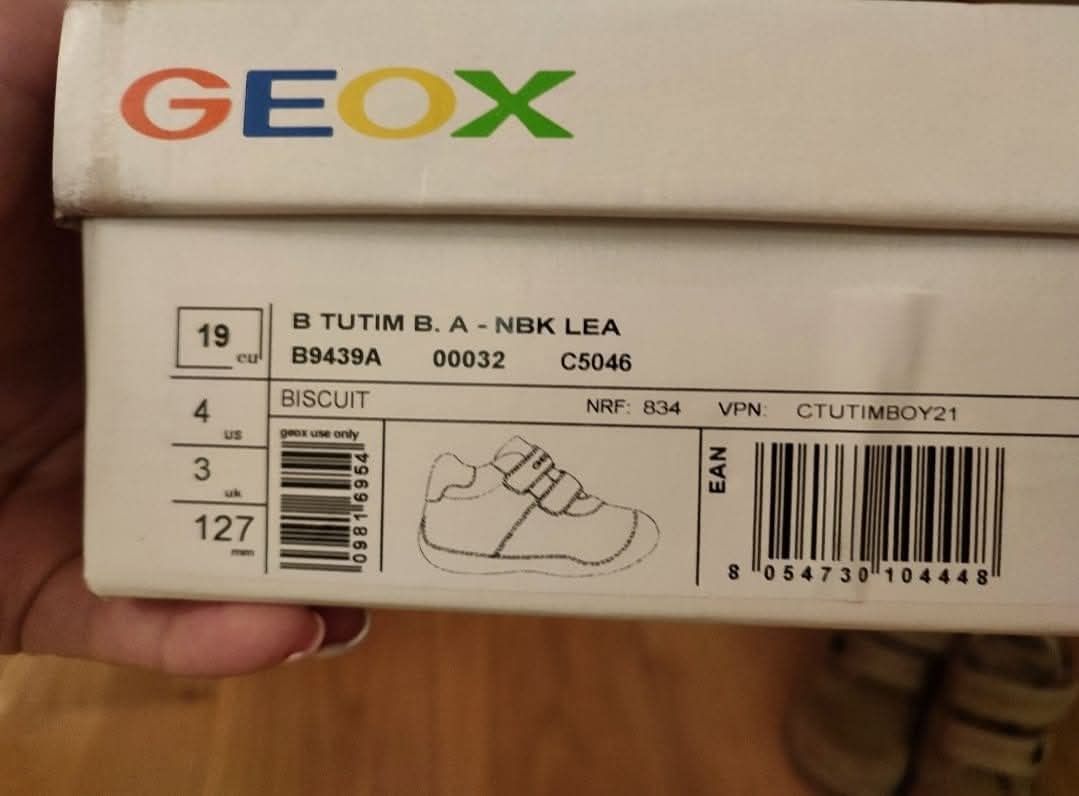 GEOX
19 eu
B TUTIM B. A - NBK LEA
B9439A 00032 C5046
4 us
BISCUIT
NRF: 834 VPN: CTUTIMBOY21
3 uk
127 mm
geox use only
09816954
EAN
8 054730 104448